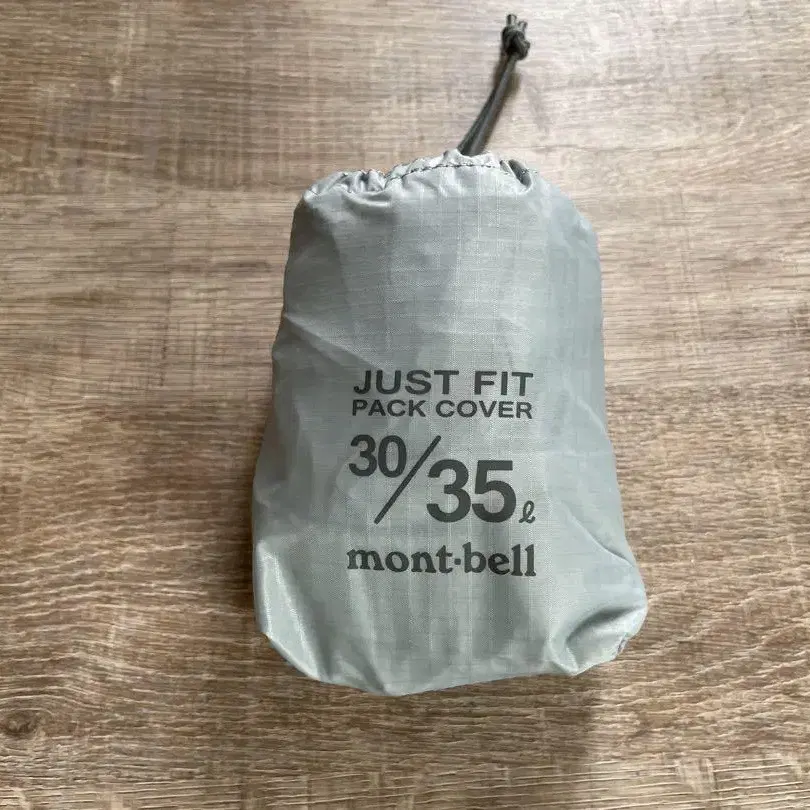 JUST FIT
PACK COVER
30/35ℓ
mont-bell